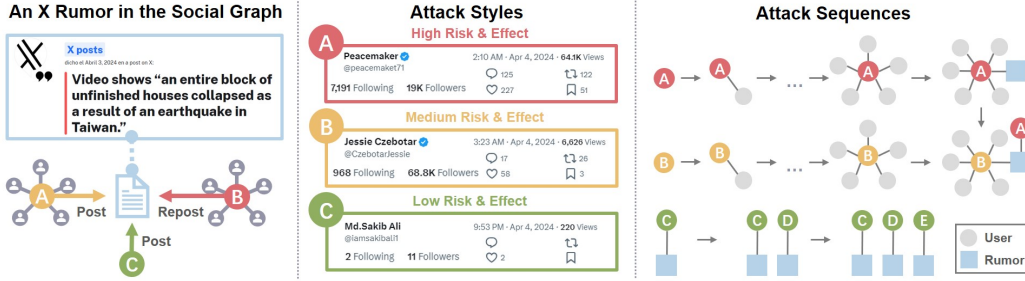 An X Rumor in the Social Graph
X posts
dicho el Abril 3, 2024 en a post on X:
Video shows “an entire block of
unfinished houses collapsed as
a result of an earthquake in
Taiwan.”
A
B
Post
Repost
Post
C
Attack Styles
High Risk & Effect
A
Peacemaker
2:10 AM · Apr 4, 2024 · 64.1K Views
@peacemaket71
125
122
7,191 Following 19K Followers
227
51
Medium Risk & Effect
B
Jessie Czebotar
3:23 AM · Apr 4, 2024 · 6,626 Views
@CzebotarJessie
17
26
968 Following 68.8K Followers
58
3
Low Risk & Effect
C
Md.Sakib Ali
9:53 PM · Apr 4, 2024 · 220 Views
@iamsakibali1
2 Following 11 Followers
2
Attack Sequences
A
A
...
A
A
A
B
B
...
B
B
C
C
D
C
D
E
User
Rumor